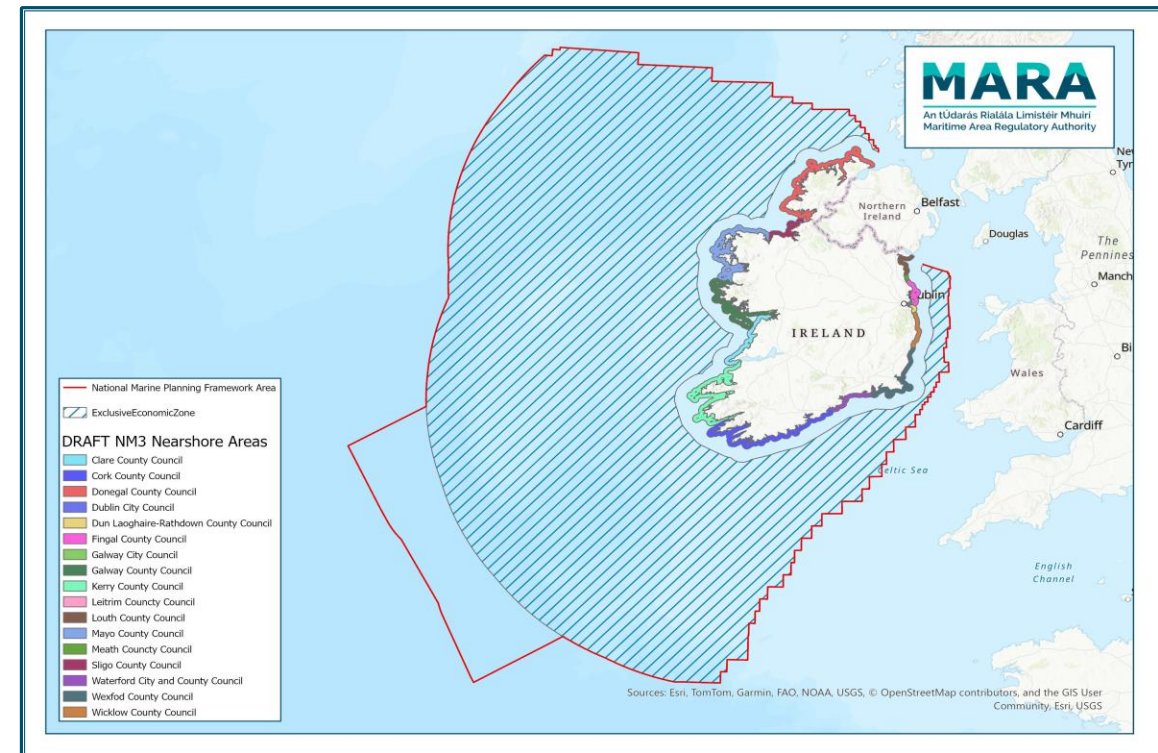 MARA
An tÚdarás Rialála Limistéir Mhuirí
Maritime Area Regulatory Authority
Northern
Ireland
Belfast
Douglas
The
Pennines
Manch
ublin
IRELAND
Wales
Cardiff
Celtic Sea
English
Channel
National Marine Planning Framework Area
ExclusiveEconomicZone
DRAFT NM3 Nearshore Areas
Clare County Council
Cork County Council
Donegal County Council
Dublin City Council
Dun Laoghaire-Rathdown County Council
Fingal County Council
Galway City Council
Galway County Council
Kerry County Council
Leitrim Councty Council
Louth County Council
Mayo County Council
Meath Councty Council
Sligo County Council
Waterford City and County Council
Wexfod County Council
Wicklow County Council
Sources: Esri, TomTom, Garmin, FAO, NOAA, USGS, © OpenStreetMap contributors, and the GIS User
Community, Esri, USGS